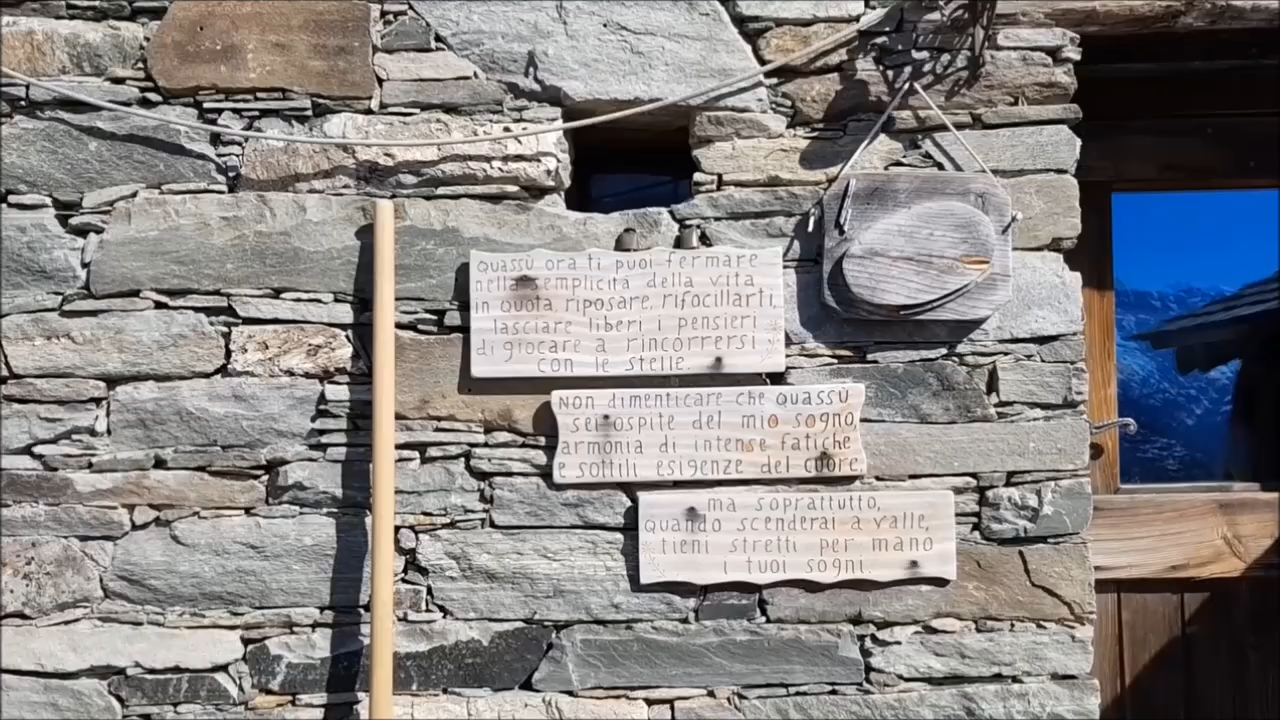 QUASSÙ ORA TI PUOI FERMARE
NELLA SEMPLICITÀ DELLA VITA
IN QUOTA, RIPOSARE, RIFOCILLARTI,
LASCIARE LIBERI I PENSIERI
DI GIOCARE A RINCORRERSI
CON LE STELLE.
NON DIMENTICARE CHE QUASSÙ
SEI OSPITE DEL MIO SOGNO,
ARMONIA DI INTENSE FATICHE
E SOTTILI ESIGENZE DEL CUORE,
MA SOPRATTUTTO,
QUANDO SCENDERAI A VALLE,
TIENI STRETTI PER MANO
I TUOI SOGNI.